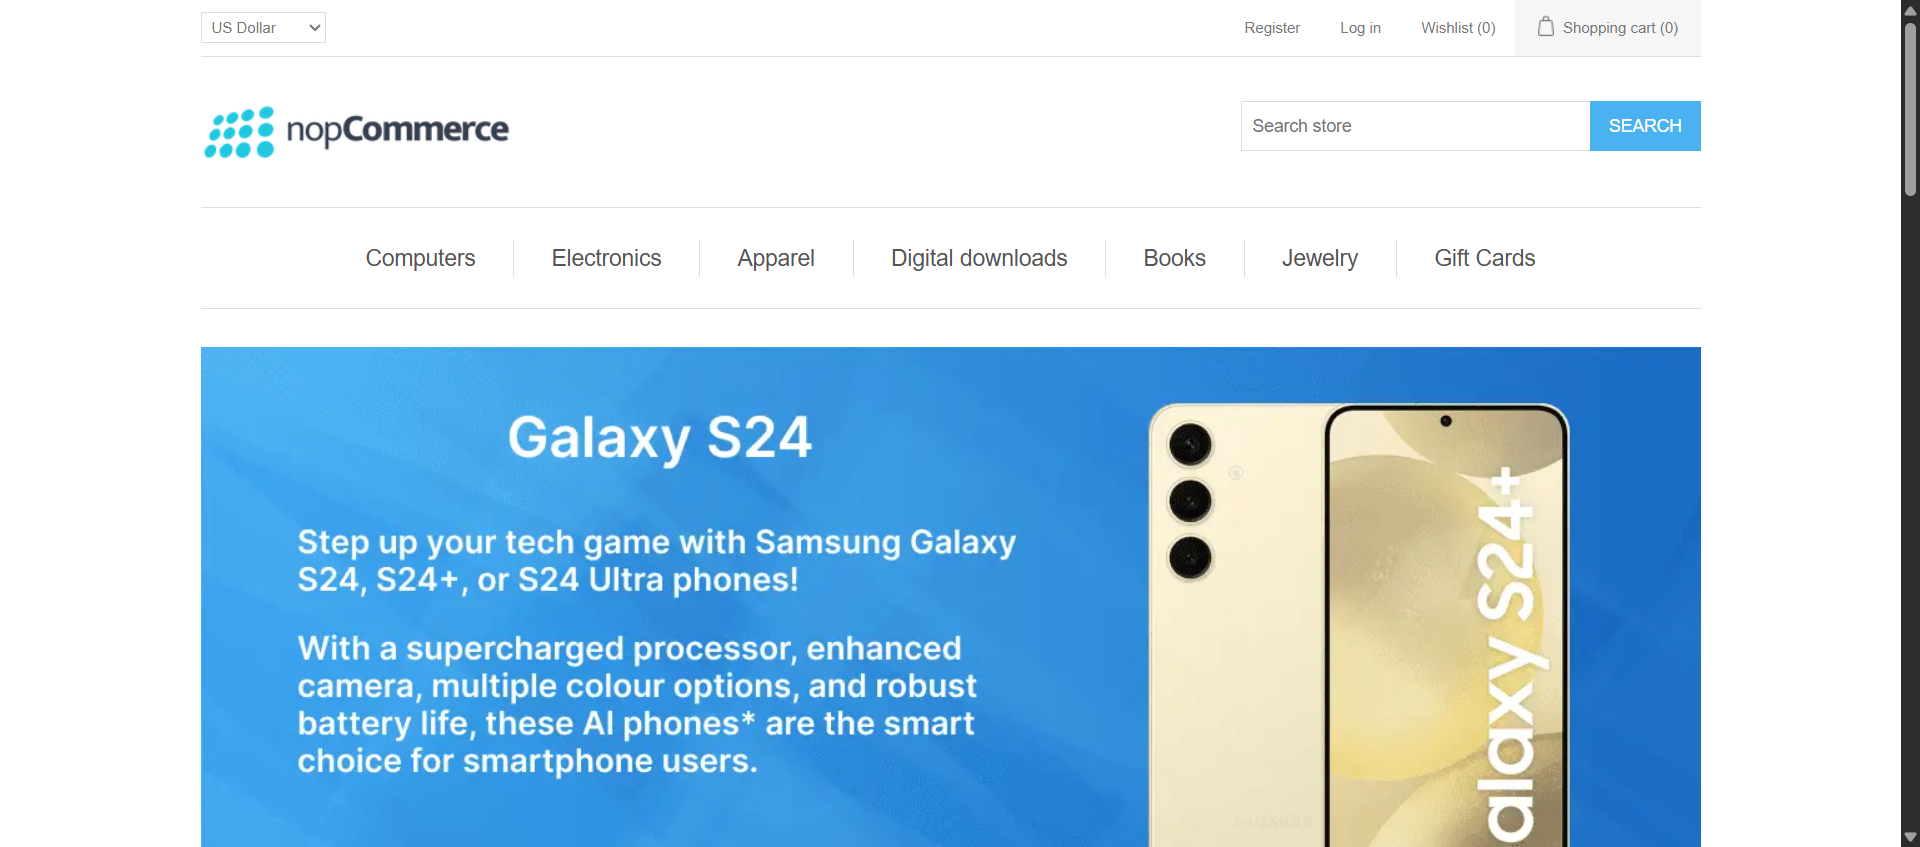 US Dollar
Register
Log in
Wishlist (0)
Shopping cart (0)
nopCommerce
Search store
SEARCH
Computers
Electronics
Apparel
Digital downloads
Books
Jewelry
Gift Cards
Galaxy S24
Step up your tech game with Samsung Galaxy
S24, S24+, or S24 Ultra phones!
With a supercharged processor, enhanced
camera, multiple colour options, and robust
battery life, these AI phones* are the smart
choice for smartphone users.
alaxy S24+
SAMSUNG